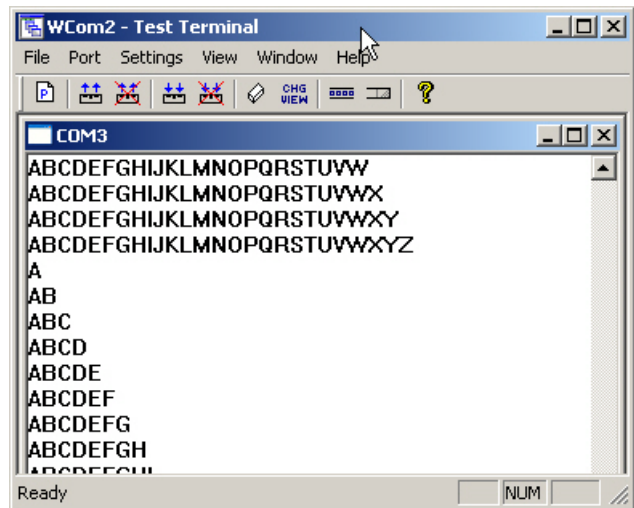 WCom2 - Test Terminal
File Port Settings View Window Help
P CHG VIEW ?
COM3
ABCDEFGHIJKLMNOPQRSTUVW
ABCDEFGHIJKLMNOPQRSTUVWX
ABCDEFGHIJKLMNOPQRSTUVWXY
ABCDEFGHIJKLMNOPQRSTUVWXYZ
A
AB
ABC
ABCD
ABCDE
ABCDEF
ABCDEFG
ABCDEFGH
ABCDEFGHI
Ready NUM